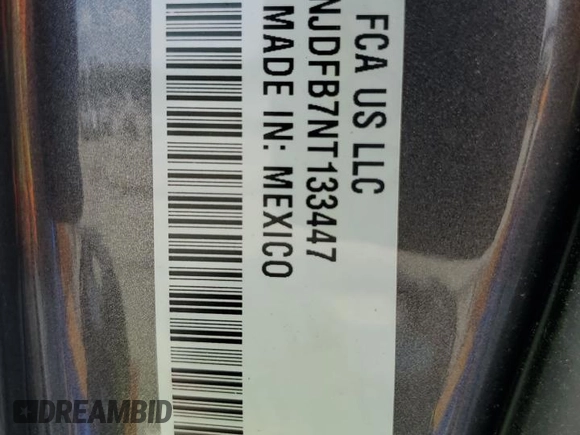 FCA US LLC
NJDFB7NT133447
MADE IN: MEXICO
DREAMBID